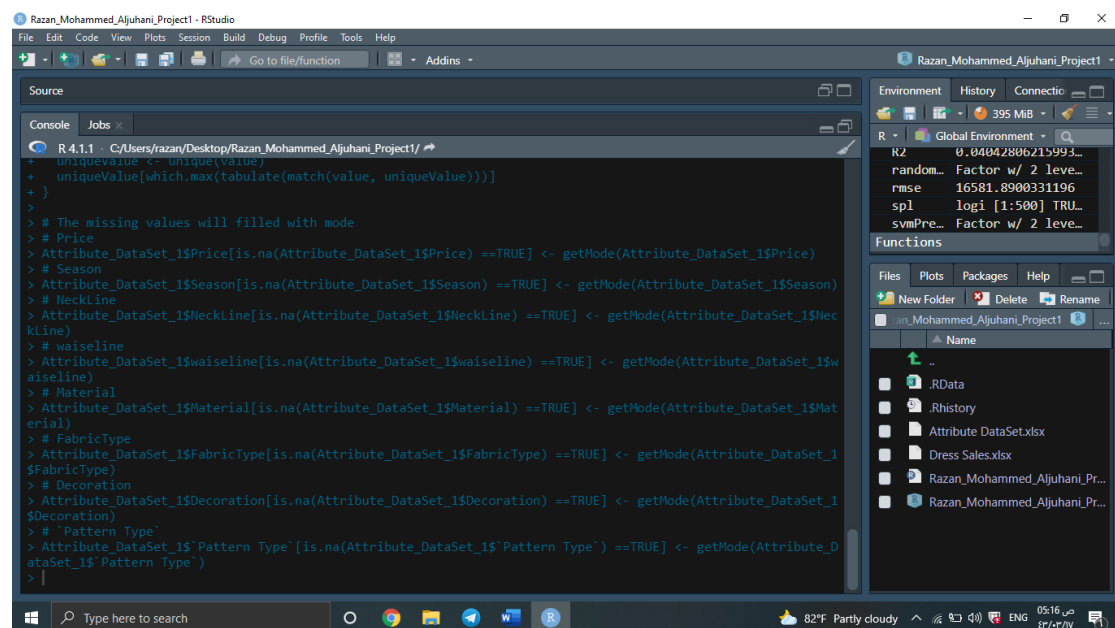 Razan_Mohammed_Aljuhani_Project1 - RStudio
File Edit Code View Plots Session Build Debug Profile Tools Help
Go to file/function Addins Razan_Mohammed_Aljuhani_Project1
Source
Console Jobs
R 4.1.1 · C:/Users/razan/Desktop/Razan_Mohammed_Aljuhani_Project1/
+ uniqueValue <- unique(value)
+ uniqueValue[which.max(tabulate(match(value, uniqueValue)))]
+ }
>
> # The missing values will filled with mode
> # Price
> Attribute_DataSet_1$Price[is.na(Attribute_DataSet_1$Price) ==TRUE] <- getMode(Attribute_DataSet_1$Price)
> # Season
> Attribute_DataSet_1$Season[is.na(Attribute_DataSet_1$Season) ==TRUE] <- getMode(Attribute_DataSet_1$Season)
> # NeckLine
> Attribute_DataSet_1$NeckLine[is.na(Attribute_DataSet_1$NeckLine) ==TRUE] <- getMode(Attribute_DataSet_1$Nec
kLine)
> # waiseline
> Attribute_DataSet_1$waiseline[is.na(Attribute_DataSet_1$waiseline) ==TRUE] <- getMode(Attribute_DataSet_1$w
aiseline)
> # Material
> Attribute_DataSet_1$Material[is.na(Attribute_DataSet_1$Material) ==TRUE] <- getMode(Attribute_DataSet_1$Mat
erial)
> # FabricType
> Attribute_DataSet_1$FabricType[is.na(Attribute_DataSet_1$FabricType) ==TRUE] <- getMode(Attribute_DataSet_1
$FabricType)
> # Decoration
> Attribute_DataSet_1$Decoration[is.na(Attribute_DataSet_1$Decoration) ==TRUE] <- getMode(Attribute_DataSet_1
$Decoration)
> # `Pattern Type`
> Attribute_DataSet_1$`Pattern Type`[is.na(Attribute_DataSet_1$`Pattern Type`) ==TRUE] <- getMode(Attribute_D
ataSet_1$`Pattern Type`)
>
Environment History Connectio
395 MiB
R Global Environment
R2 0.04042806215993…
random… Factor w/ 2 leve…
rmse 16581.8900331196
spl logi [1:500] TRU…
svmPre… Factor w/ 2 leve…
Functions
Files Plots Packages Help
New Folder Delete Rename
an_Mohammed_Aljuhani_Project1 ...
Name
..
.RData
.Rhistory
Attribute DataSet.xlsx
Dress Sales.xlsx
Razan_Mohammed_Aljuhani_Pr...
Razan_Mohammed_Aljuhani_Pr...
Type here to search 82°F Partly cloudy ENG 05:16 ص